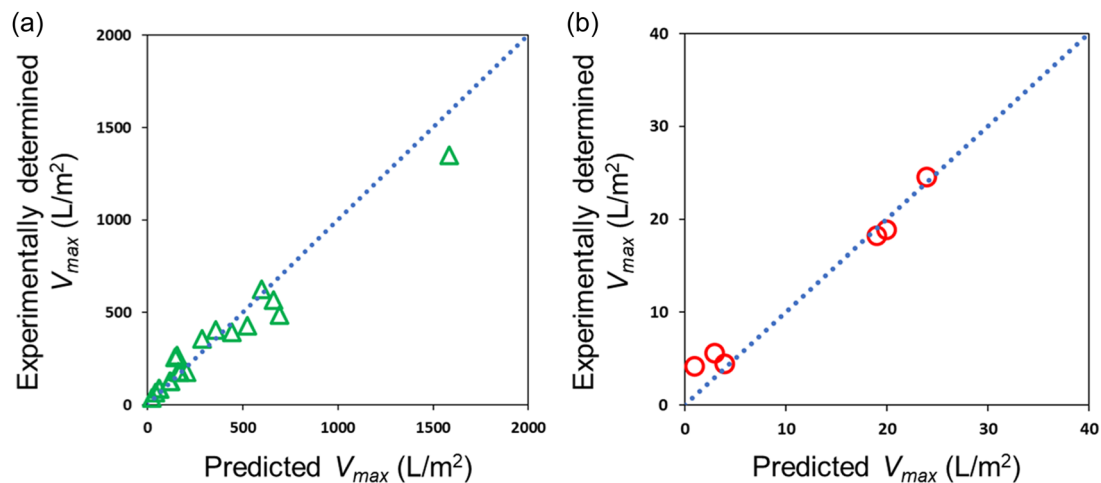 (a)
Experimentally determined
Vmax (L/m2)
2000
1500
1000
500
0
0 500 1000 1500 2000
Predicted Vmax (L/m2)
(b)
Experimentally determined
Vmax (L/m2)
40
30
20
10
0
0 10 20 30 40
Predicted Vmax (L/m2)